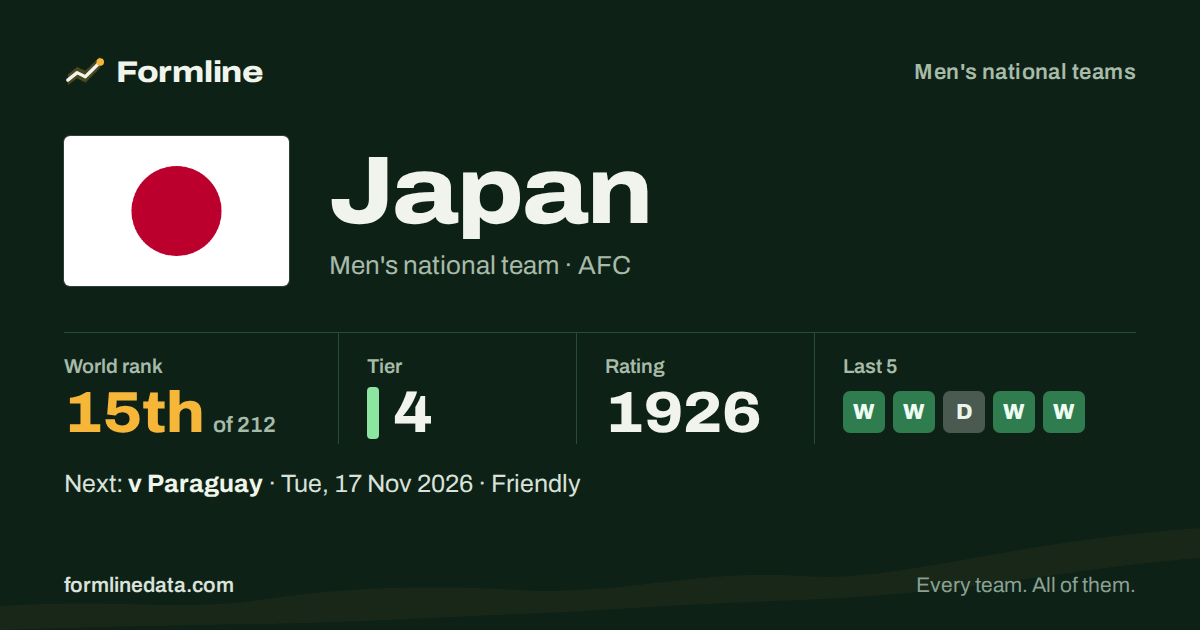 Formline
Men's national teams
Japan
Men's national team · AFC
World rank
15th of 212
Tier
4
Rating
1926
Last 5
W W D W W
Next: v Paraguay · Tue, 17 Nov 2026 · Friendly
formlinedata.com
Every team. All of them.